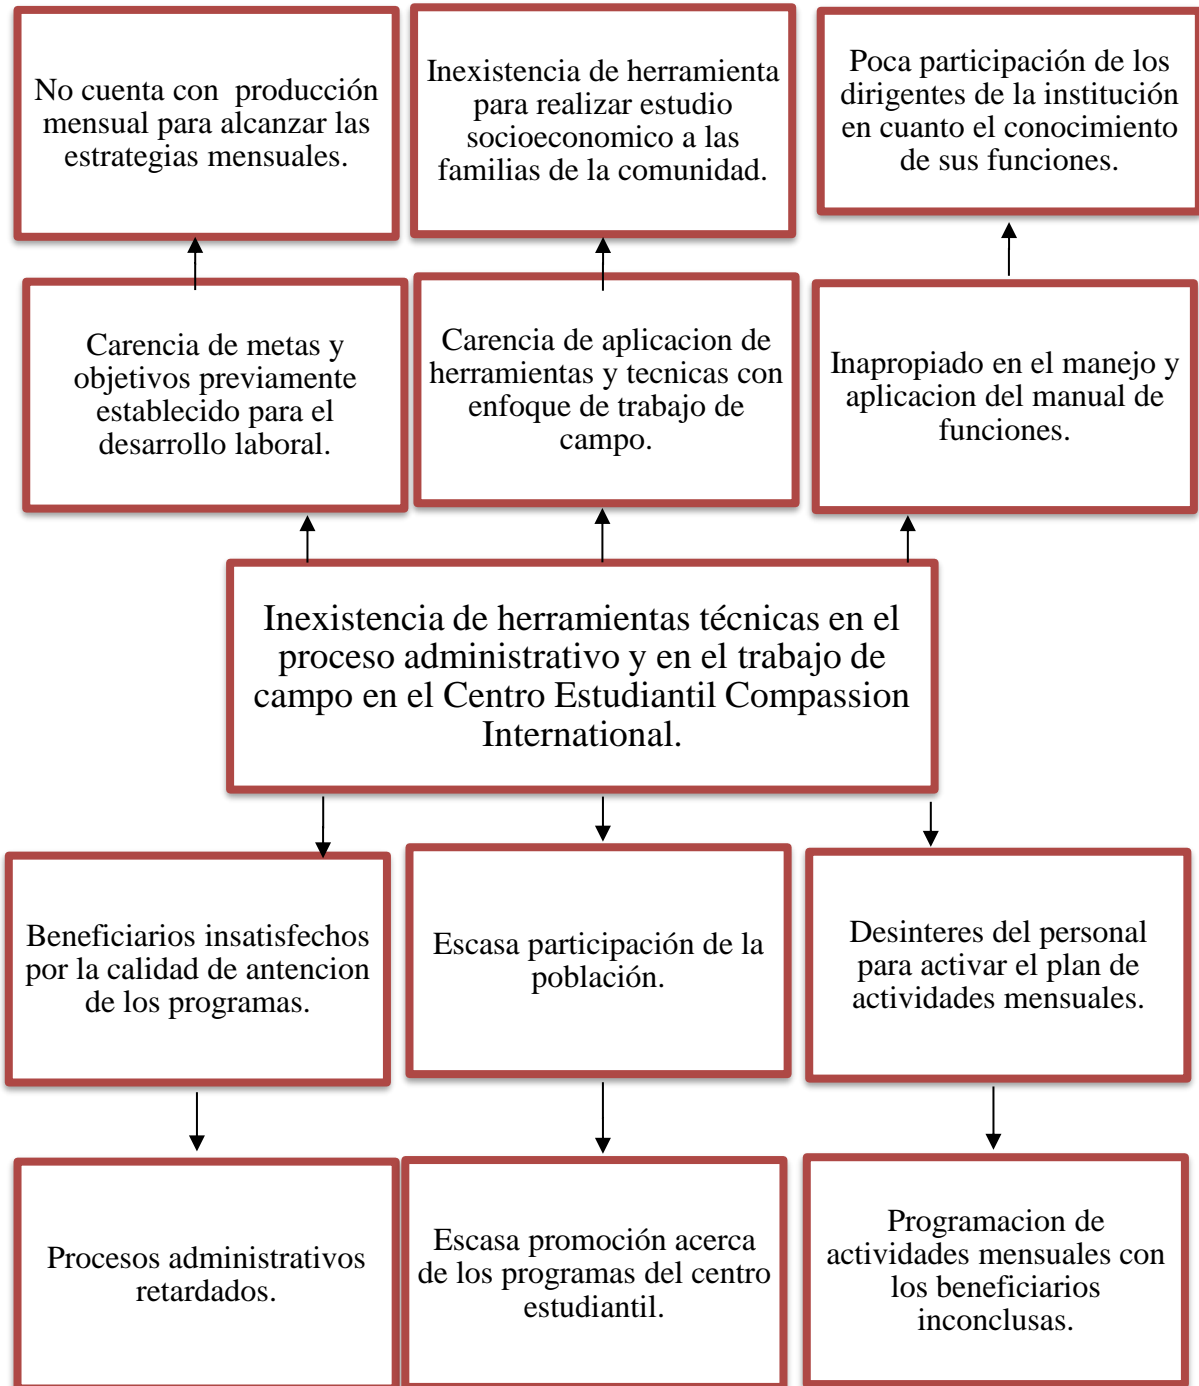 No cuenta con  producción
mensual para alcanzar las
estrategias mensuales.
Inexistencia de herramienta
para realizar estudio
socioeconomico a las
familias de la comunidad.
Poca participación de los
dirigentes de la institución
en cuanto el conocimiento
de sus funciones.
Carencia de metas y
objetivos previamente
establecido para el
desarrollo laboral.
Carencia de aplicacion de
herramientas y tecnicas con
enfoque de trabajo de
campo.
Inapropiado en el manejo y
aplicacion del manual de
funciones.
Inexistencia de herramientas técnicas en el
proceso administrativo y en el trabajo de
campo en el Centro Estudiantil Compassion
International.
Beneficiarios insatisfechos
por la calidad de antencion
de los programas.
Escasa participación de la
población.
Desinteres del personal
para activar el plan de
actividades mensuales.
Procesos administrativos
retardados.
Escasa promoción acerca
de los programas del centro
estudiantil.
Programacion de
actividades mensuales con
los beneficiarios
inconclusas.